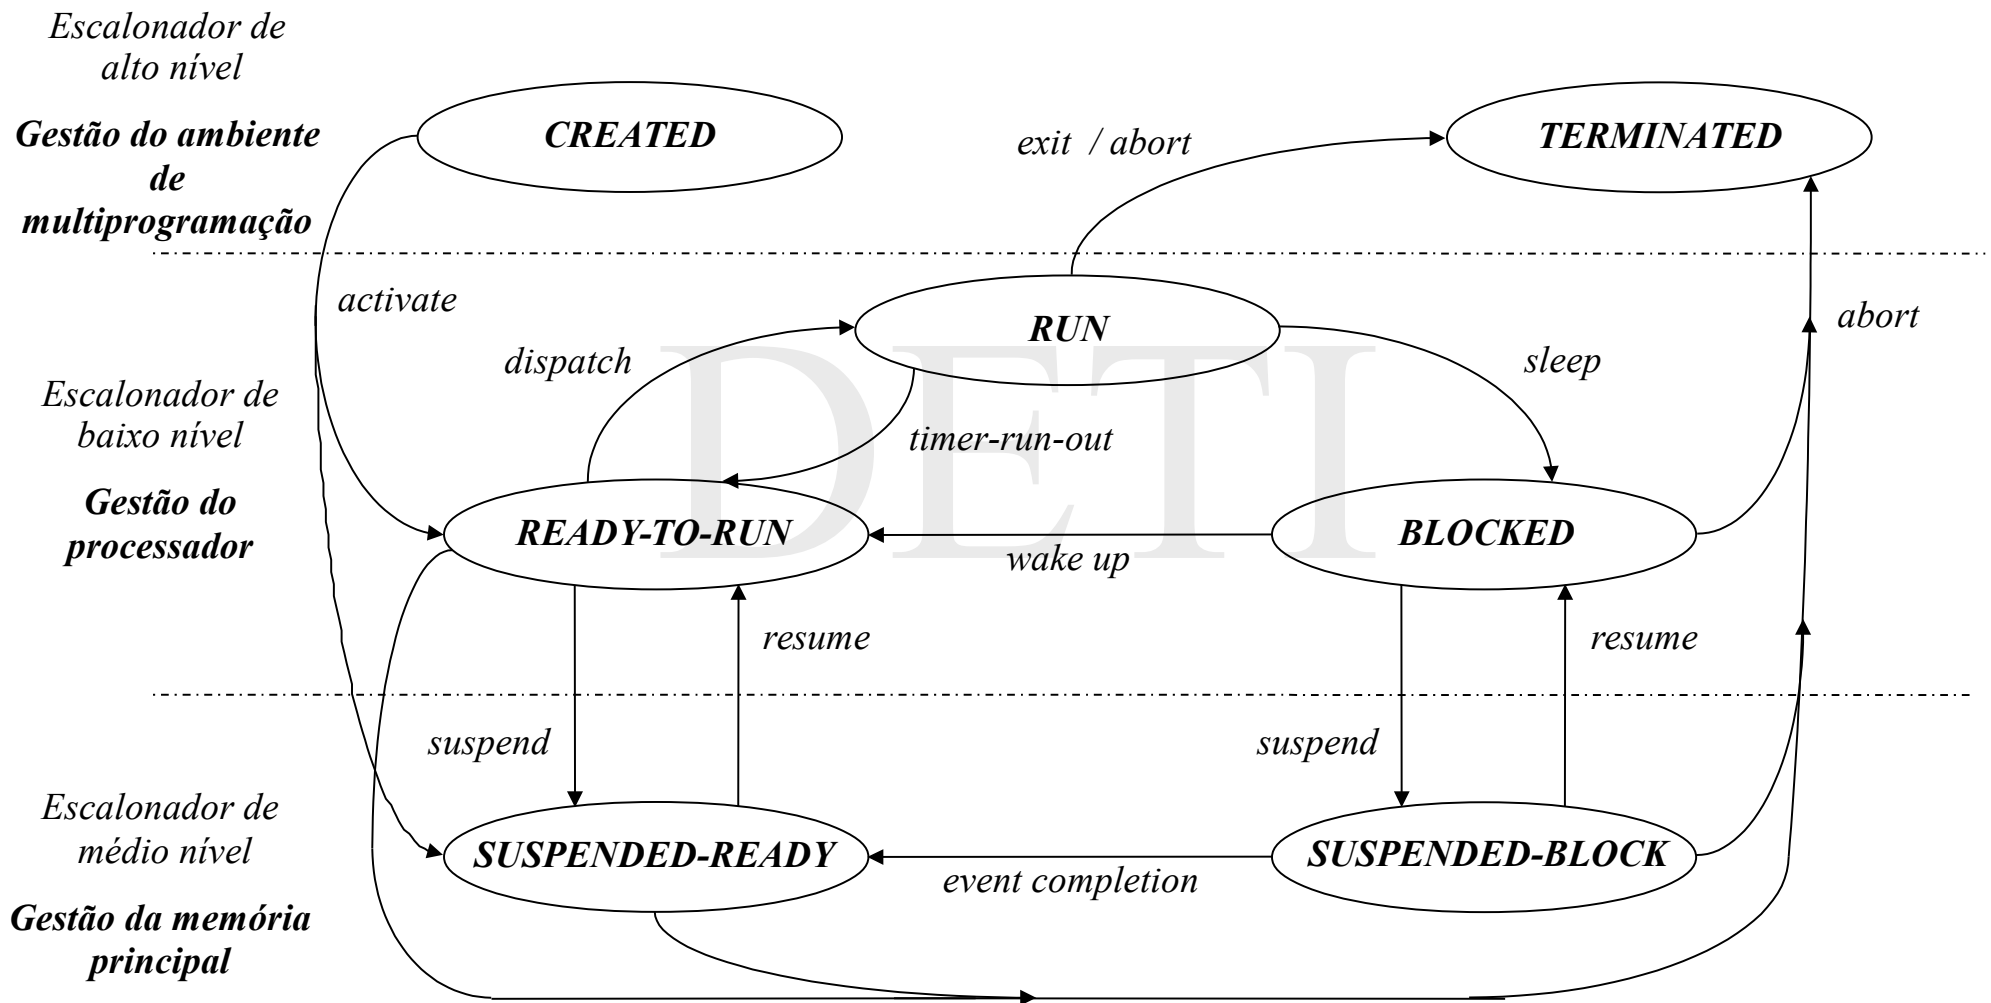 Escalonador de
alto nível
Gestão do ambiente
de
multiprogramação
CREATED
exit / abort
TERMINATED
activate
RUN
abort
dispatch
sleep
Escalonador de
baixo nível
timer-run-out
DETI
Gestão do
processador
READY-TO-RUN
wake up
BLOCKED
resume
resume
suspend
suspend
Escalonador de
médio nível
SUSPENDED-READY
event completion
SUSPENDED-BLOCK
Gestão da memória
principal